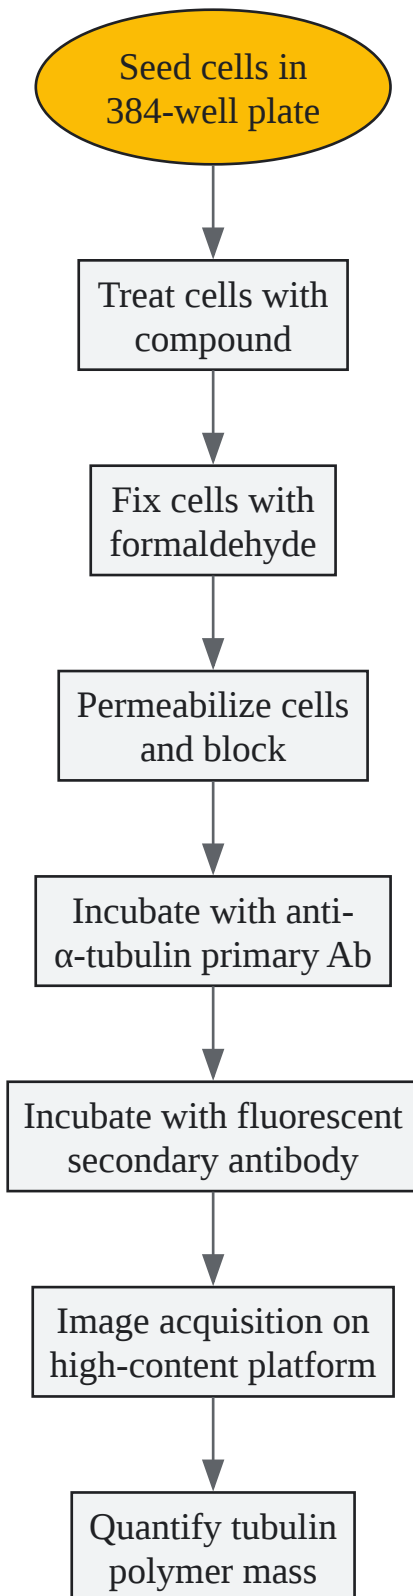 Seed cells in
384-well plate
Treat cells with
compound
Fix cells with
formaldehyde
Permeabilize cells
and block
Incubate with anti-
α-tubulin primary Ab
Incubate with fluorescent
secondary antibody
Image acquisition on
high-content platform
Quantify tubulin
polymer mass